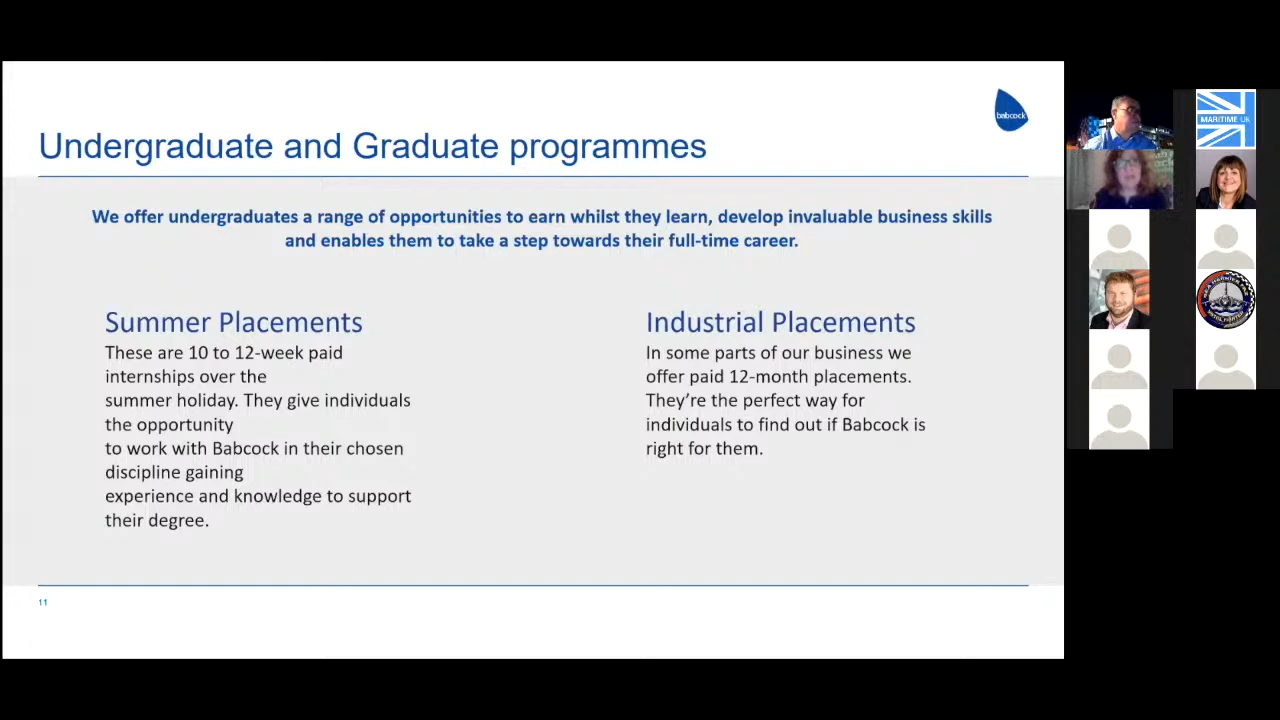 babcock
Undergraduate and Graduate programmes
We offer undergraduates a range of opportunities to earn whilst they learn, develop invaluable business skills
and enables them to take a step towards their full-time career.
Summer Placements
These are 10 to 12-week paid
internships over the
summer holiday. They give individuals
the opportunity
to work with Babcock in their chosen
discipline gaining
experience and knowledge to support
their degree.
Industrial Placements
In some parts of our business we
offer paid 12-month placements.
They’re the perfect way for
individuals to find out if Babcock is
right for them.
11
MARITIME UK